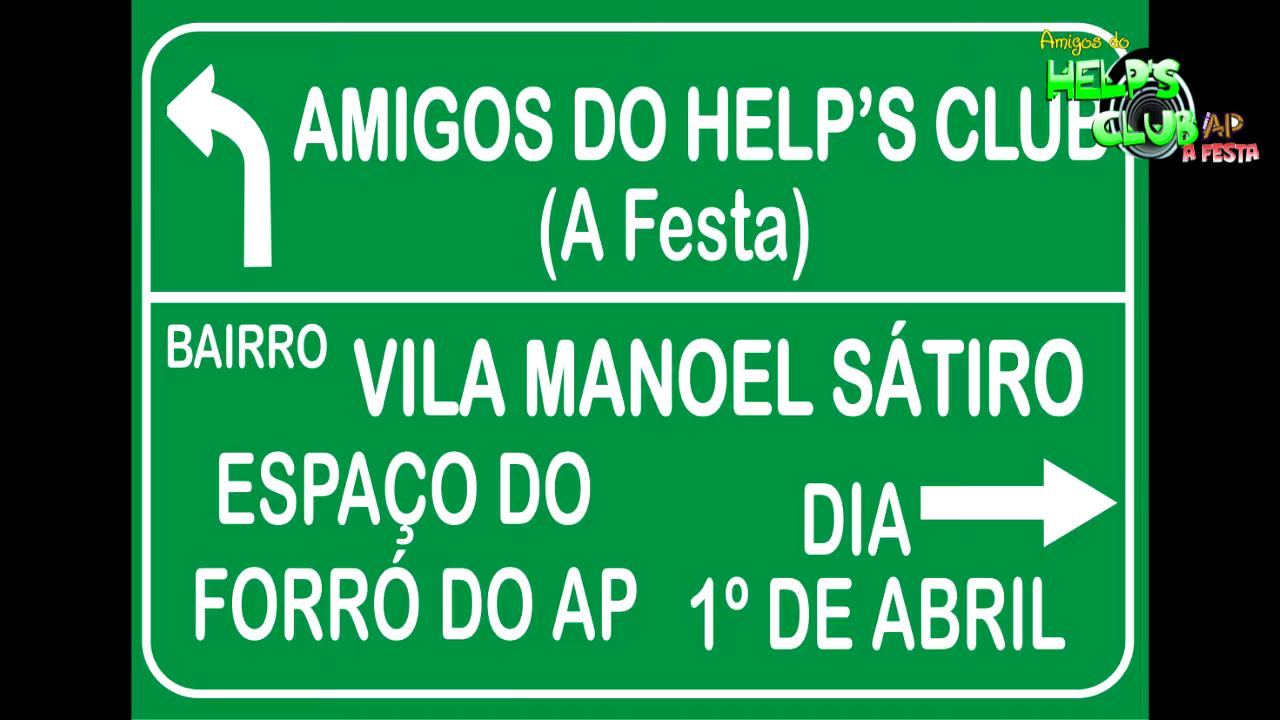 Amigos do
HELP'S
CLUB/AP
A FESTA
AMIGOS DO HELP'S CLUB
(A Festa)
BAIRRO VILA MANOEL SÁTIRO
ESPAÇO DO
FORRÓ DO AP
DIA
1º DE ABRIL